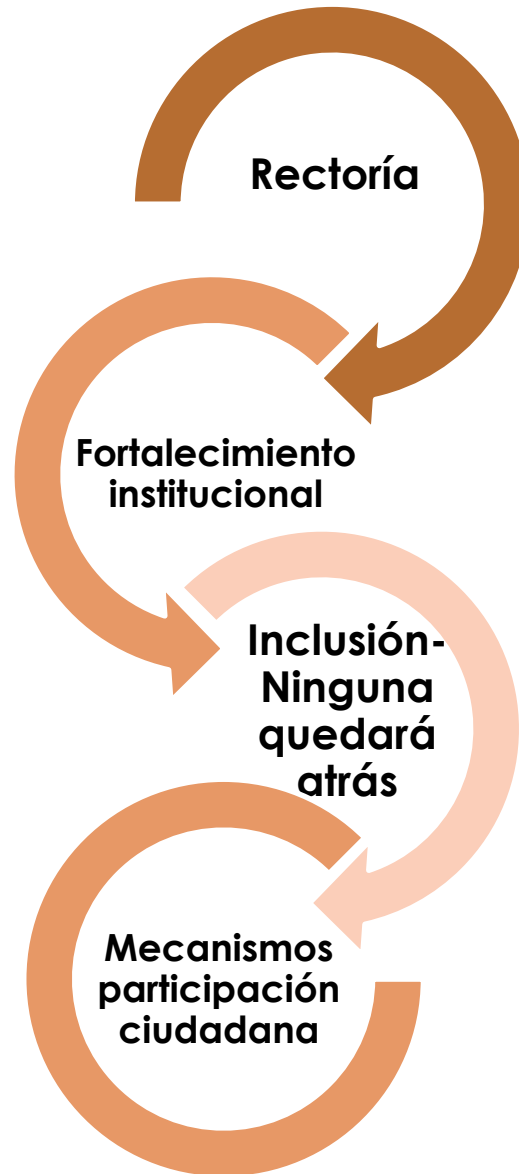 Rectoría
Fortalecimiento
institucional
Inclusión-
Ninguna
quedará
atrás
Mecanismos
participación
ciudadana